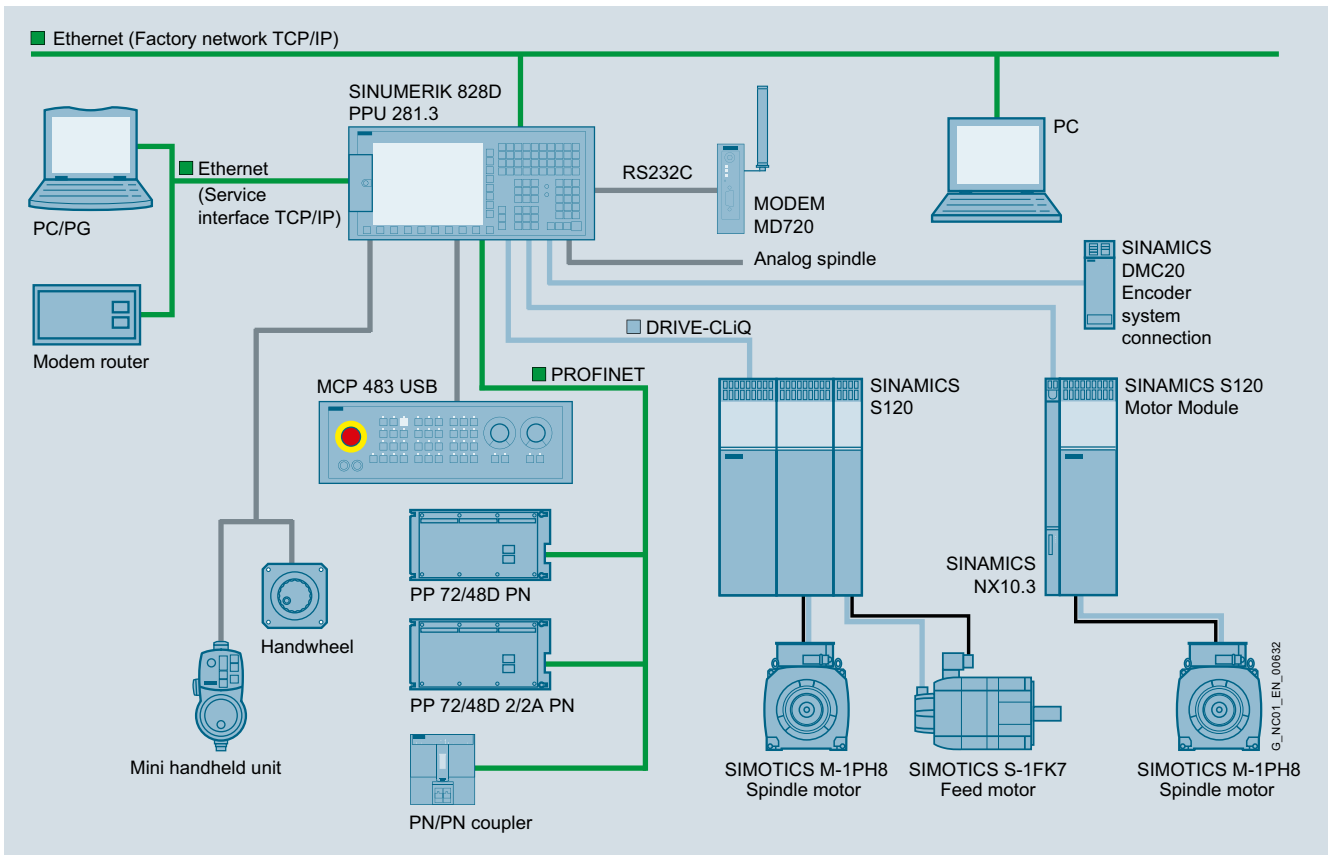 Ethernet (Factory network TCP/IP)
SINUMERIK 828D
PPU 281.3
PC
Ethernet
(Service
interface TCP/IP)
PC/PG
RS232C
MODEM
MD720
Analog spindle
SINAMICS
DMC20
Encoder
system
connection
Modem router
DRIVE-CLiQ
PROFINET
MCP 483 USB
SINAMICS
S120
SINAMICS S120
Motor Module
PP 72/48D PN
SINAMICS
NX10.3
Handwheel
PP 72/48D 2/2A PN
Mini handheld unit
PN/PN coupler
SIMOTICS M-1PH8
Spindle motor
SIMOTICS S-1FK7
Feed motor
SIMOTICS M-1PH8
Spindle motor
G_NC01_EN_00632